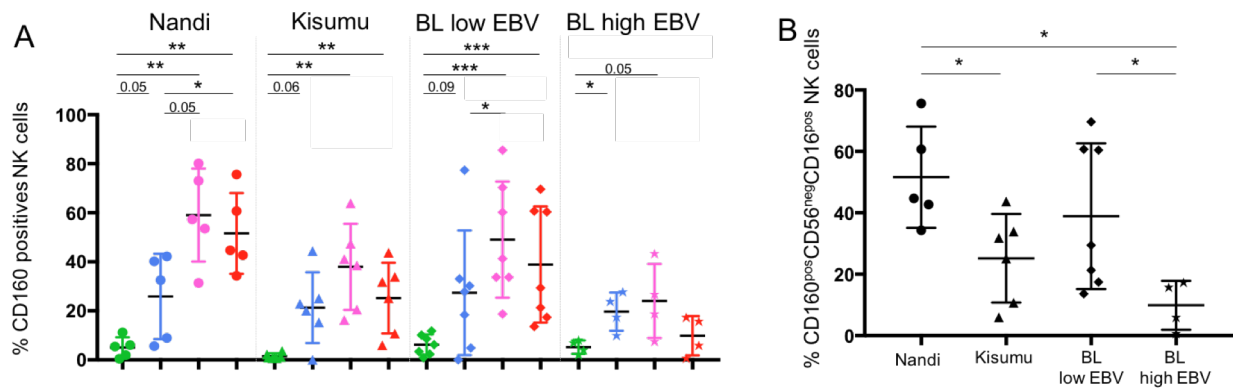 A
Nandi
Kisumu
BL low EBV
BL high EBV
**
**
***
**
**
***
0.05
0.05
*
0.06
0.09
*
0.05
*
% CD160 positives NK cells
100
80
60
40
20
0
B
*
*
*
% CD160posCD56negCD16pos NK cells
80
60
40
20
0
Nandi
Kisumu
BL
low EBV
BL
high EBV